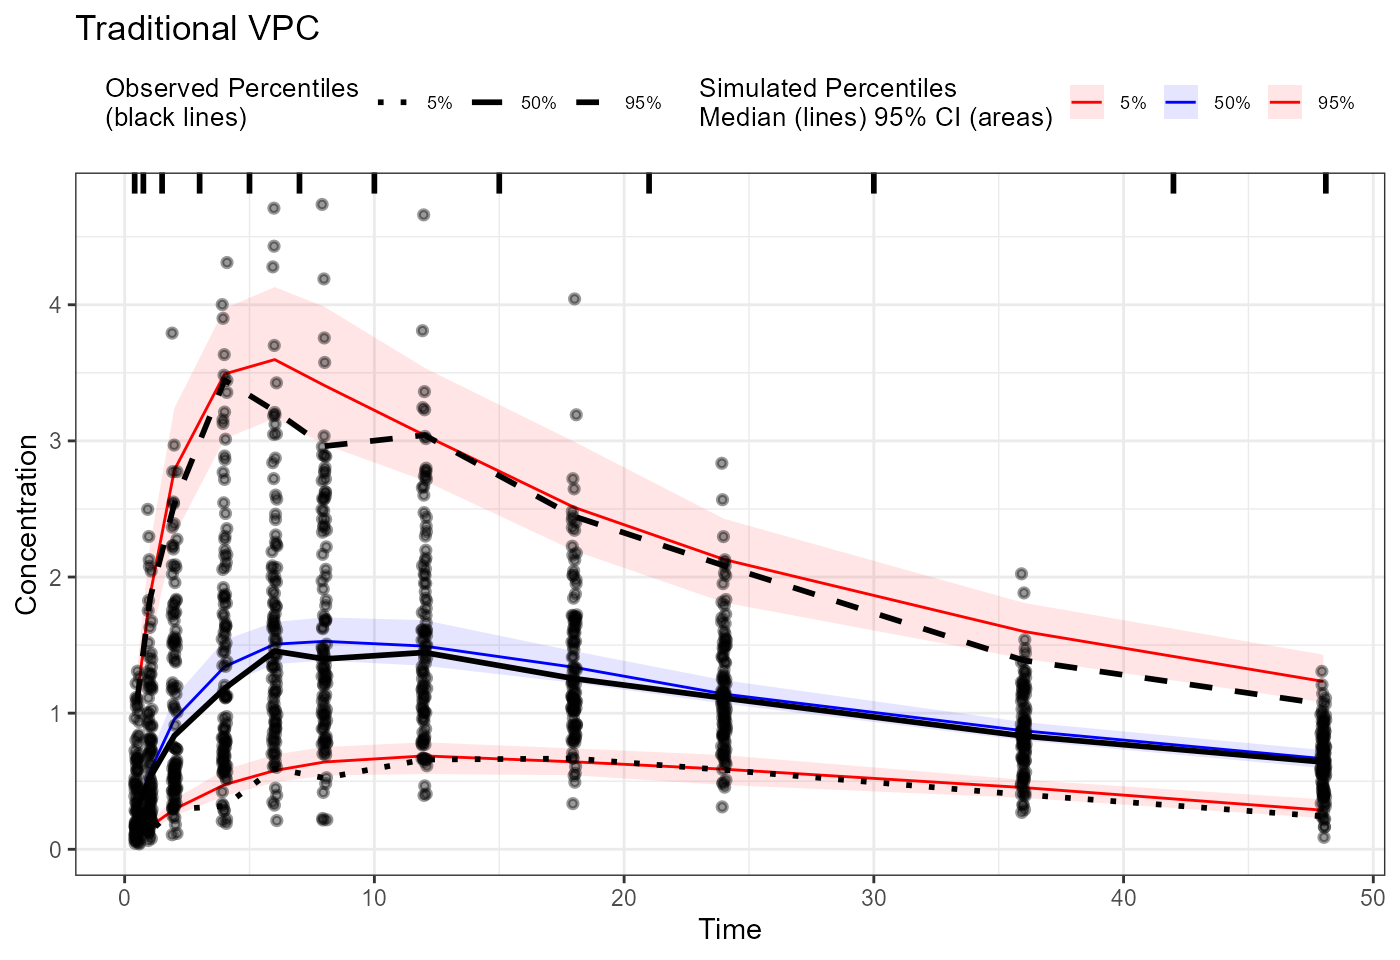 Traditional VPC
Observed Percentiles
(black lines)
5%
50%
95%
Simulated Percentiles
Median (lines) 95% CI (areas)
5%
50%
95%
Concentration
4
3
2
1
0
0
10
20
30
40
50
Time